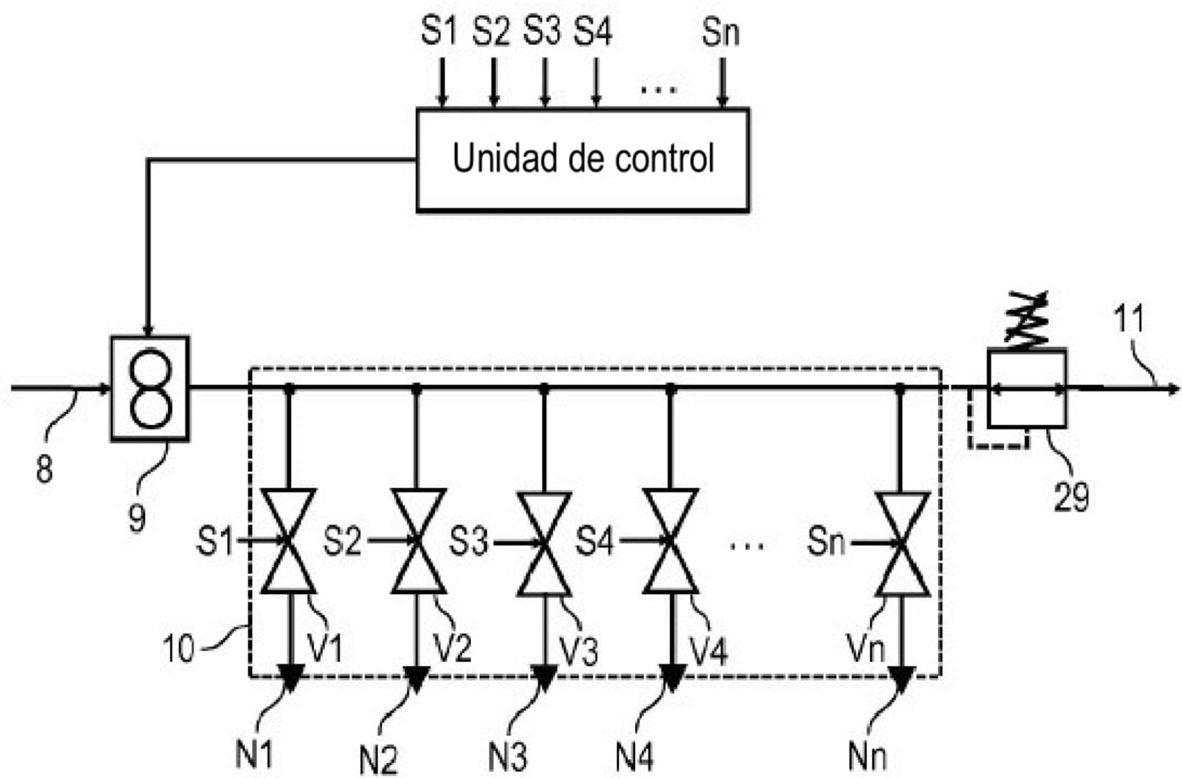 S1 S2 S3 S4 ... Sn
Unidad de control
11
8
9
29
S1 S2 S3 S4 ... Sn
10 V1 V2 V3 V4 Vn
N1 N2 N3 N4 Nn